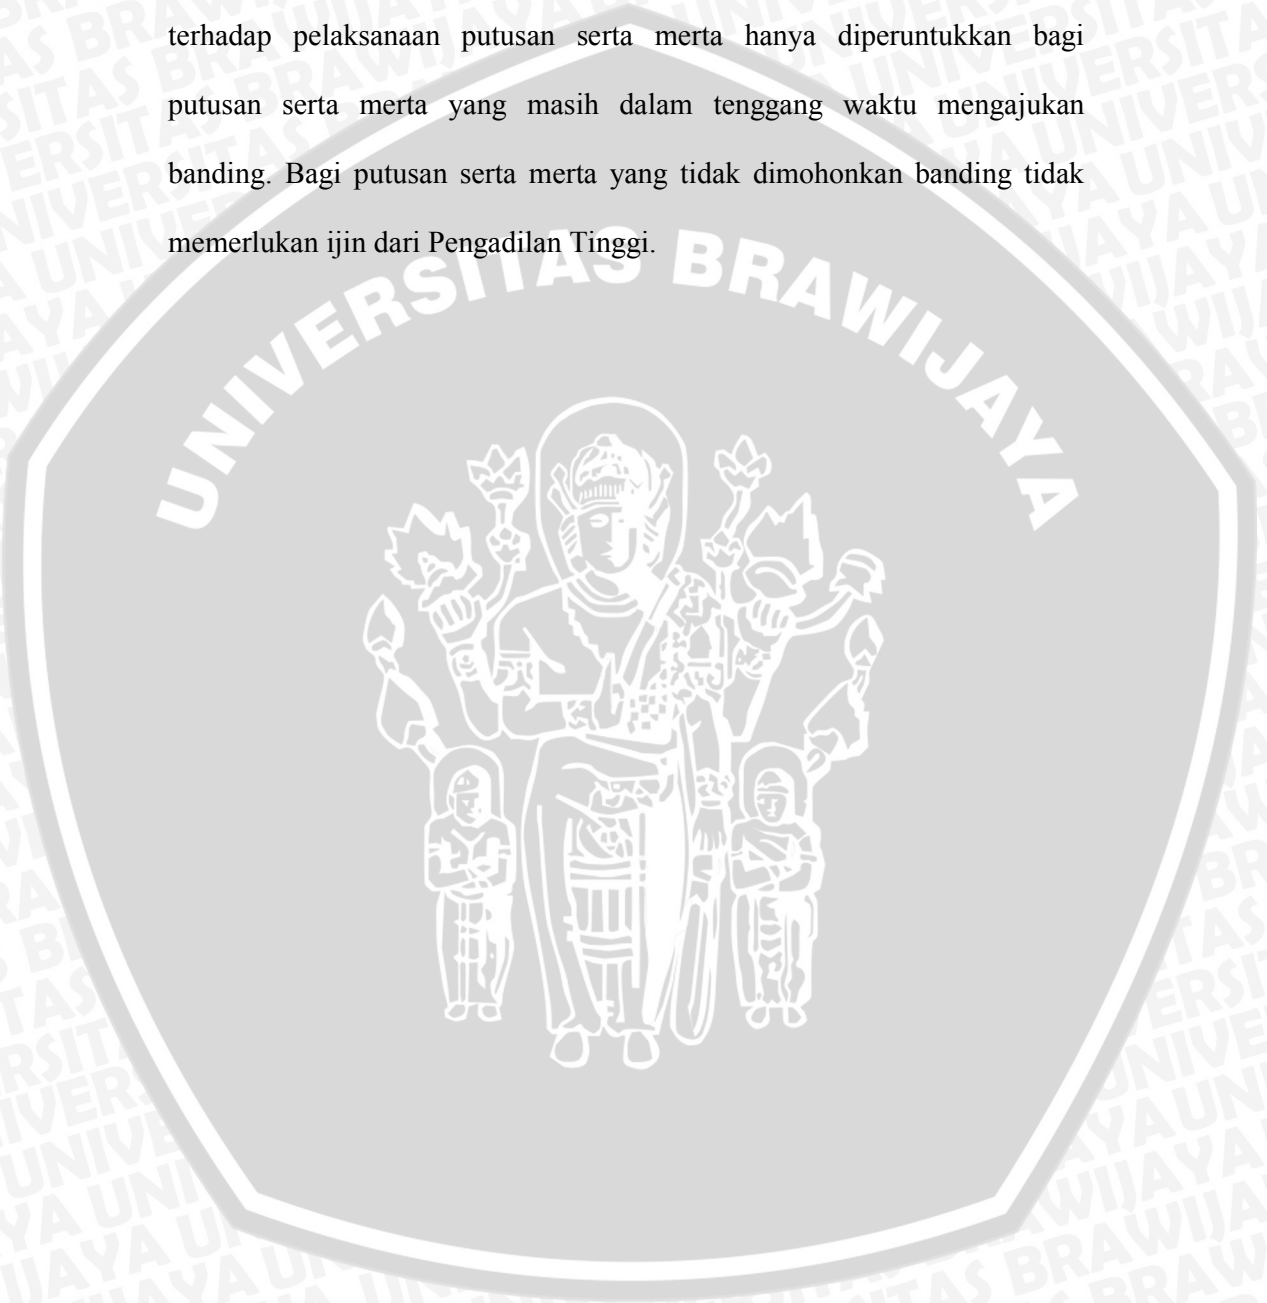 terhadap pelaksanaan putusan serta merta hanya diperuntukkan bagi
putusan serta merta yang masih dalam tenggang waktu mengajukan
banding. Bagi putusan serta merta yang tidak dimohonkan banding tidak
memerlukan ijin dari Pengadilan Tinggi.
UNIVERSITAS BRAWIJAYA